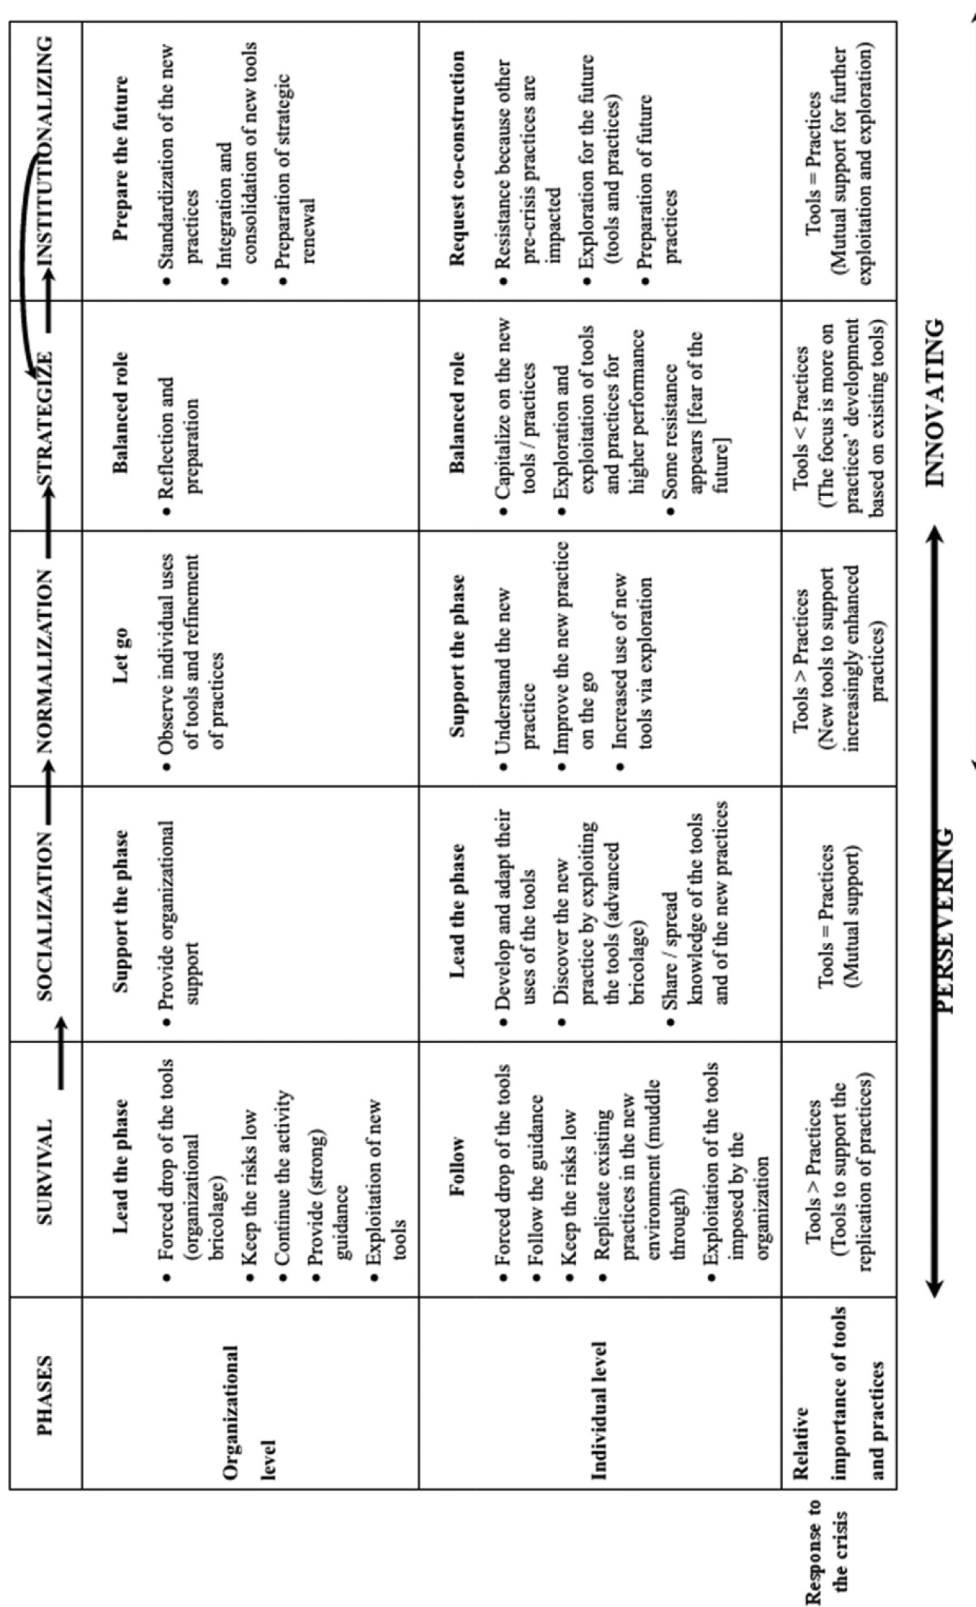 PHASES
SURVIVAL
SOCIALIZATION
NORMALIZATION
STRATEGIZE
INSTITUTIONALIZING
Organizational
level
Lead the phase
• Forced drop of the tools
(organizational
bricolage)
• Keep the risks low
• Continue the activity
• Provide (strong)
guidance
• Exploitation of new
tools
Support the phase
• Provide organizational
support
Let go
• Observe individual uses
of tools and refinement
of practices
Balanced role
• Reflection and
preparation
Prepare the future
• Standardization of the new
practices
• Integration and
consolidation of new tools
• Preparation of strategic
renewal
Individual level
Follow
• Forced drop of the tools
• Follow the guidance
• Keep the risks low
• Replicate existing
practices in the new
environment (muddle
through)
• Exploitation of the tools
imposed by the
organization
Lead the phase
• Develop and adapt their
uses of the tools
• Discover the new
practice by exploiting
the tools (advanced
bricolage)
• Share / spread
knowledge of the tools
and of the new practices
Support the phase
• Understand the new
practice
• Improve the new practice
on the go
• Increased use of new
tools via exploration
Balanced role
• Capitalize on the new
tools / practices
• Exploration and
exploitation of tools
and practices for
higher performance
• Some resistance
appears [fear of the
future]
Request co-construction
• Resistance because other
pre-crisis practices are
impacted
• Exploration for the future
(tools and practices)
• Preparation of future
practices
Relative
importance of tools
and practices
Tools > Practices
(Tools to support the
replication of practices)
Tools = Practices
(Mutual support)
Tools > Practices
(New tools to support
increasingly enhanced
practices)
Tools < Practices
(The focus is more on
practices' development
based on existing tools)
Tools = Practices
(Mutual support for further
exploitation and exploration)
Response to
the crisis
PERSEVERING
INNOVATING